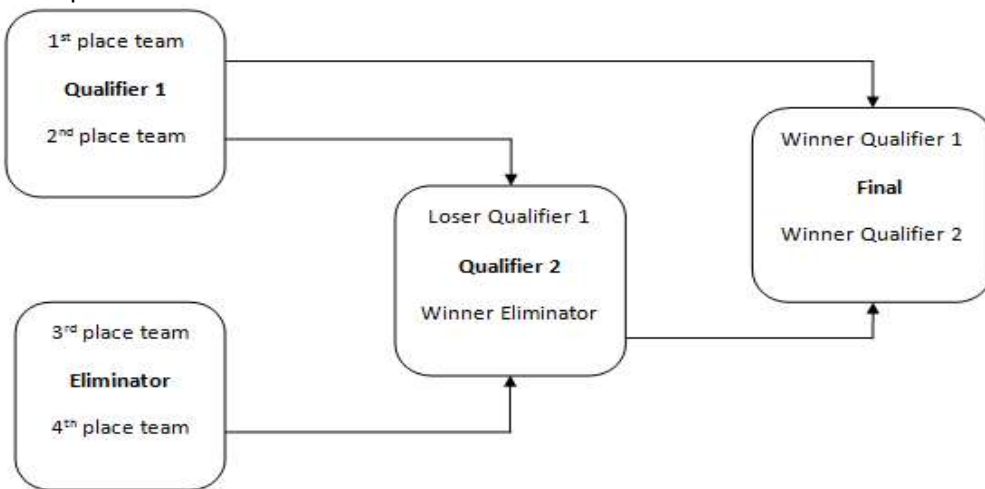 1st place team
Qualifier 1
2nd place team
Winner Qualifier 1
Final
Winner Qualifier 2
Loser Qualifier 1
Qualifier 2
Winner Eliminator
3rd place team
Eliminator
4th place team